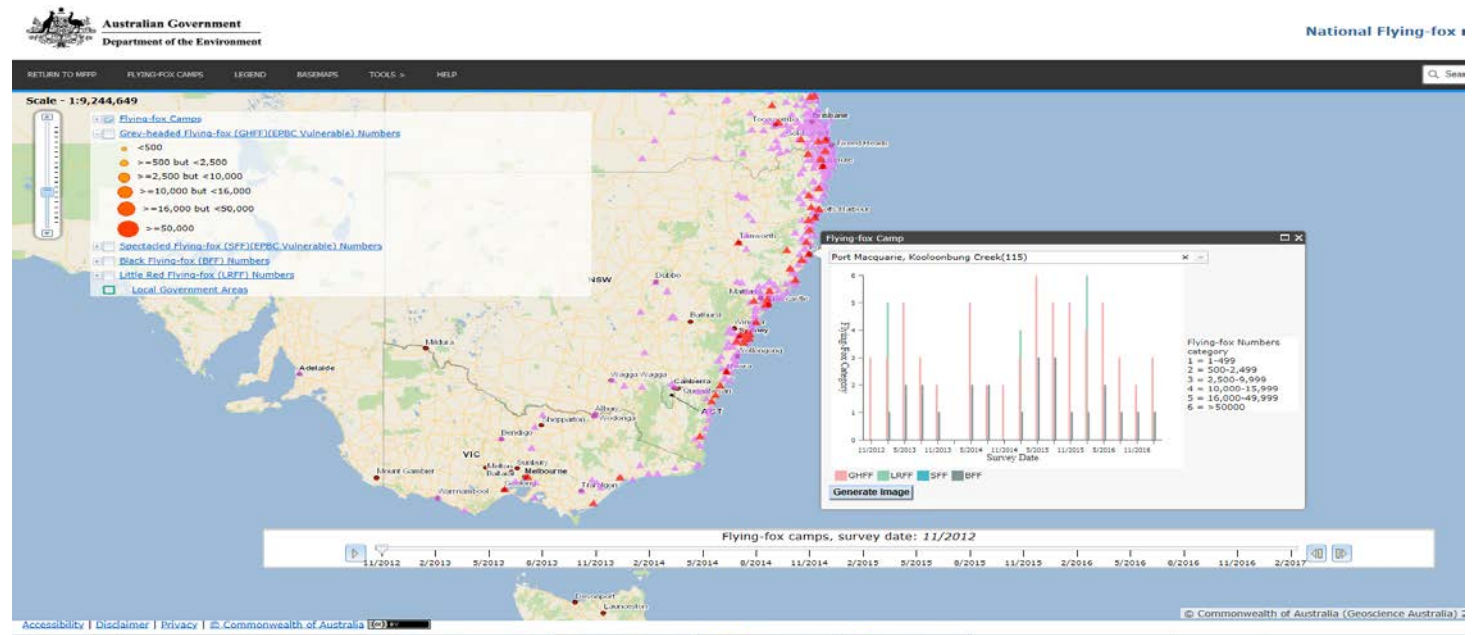 Australian Government
Department of the Environment
National Flying-fox
RETURN TO MFFP FLYING-FOX CAMPS LEGEND BASEMAPS TOOLS HELP
Scale - 1:9,244,649
Flying-fox Camps
Grey-headed Flying-fox (GHFF)(EPBC Vulnerable) Numbers
<500
>=500 but <2,500
>=2,500 but <10,000
>=10,000 but <16,000
>=16,000 but <50,000
>=50,000
Spectacled Flying-fox (SFF)(EPBC Vulnerable) Numbers
Black Flying-fox (BFF) Numbers
Little Red Flying-fox (LRFF) Numbers
Local Government Areas
Toowoomba
Tamworth
NSW
Dubbo
Bathurst
Wollongong
Mildura
Adelaide
Wagga Wagga
Canberra
ACT
Wodonga
Shepparton
Bendigo
VIC
Sunbury
Melbourne
Ballarat
Geelong
Mount Gambier
Warrnambool
Traralgon
Devonport
Launceston
Flying-fox Camp
Port Macquarie, Kooloonbung Creek(115)
Flying-Fox Category
6
5
4
3
2
1
0
11/2012 5/2013 11/2013 5/2014 11/2014 5/2015 11/2015 5/2016 11/2016
Survey Date
Flying-fox Numbers
category
1 = 1-499
2 = 500-2,499
3 = 2,500-9,999
4 = 10,000-15,999
5 = 16,000-49,999
6 = >50000
GHFF LRFF SFF BFF
Generate Image
Flying-fox camps, survey date: 11/2012
11/2012 2/2013 5/2013 8/2013 11/2013 2/2014 5/2014 8/2014 11/2014 2/2015 5/2015 8/2015 11/2015 2/2016 5/2016 8/2016 11/2016 2/2017
© Commonwealth of Australia (Geoscience Australia)
Accessibility | Disclaimer | Privacy | © Commonwealth of Australia